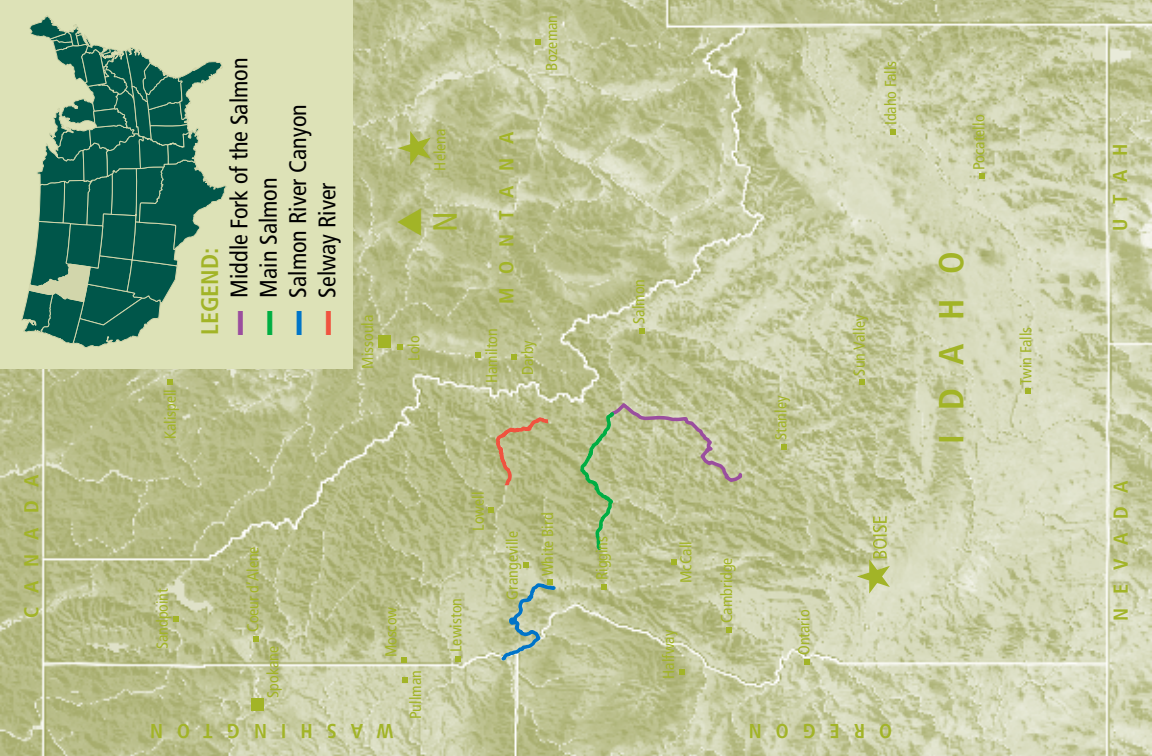 LEGEND:
Middle Fork of the Salmon
Main Salmon
Salmon River Canyon
Selway River
CANADA
Kalispell
Sandpoint
Coeur d'Alene
Spokane
WASHINGTON
Missoula
Lolo
Hamilton
Darby
Helena
N
MONTANA
Bozeman
Moscow
Pullman
Lewiston
Lowell
Grangeville
White Bird
Riggins
Salmon
McCall
Cambridge
Halfway
Stanley
Ontario
OREGON
BOISE
Sun Valley
IDAHO
Idaho Falls
Pocatello
Twin Falls
UTAH
NEVADA